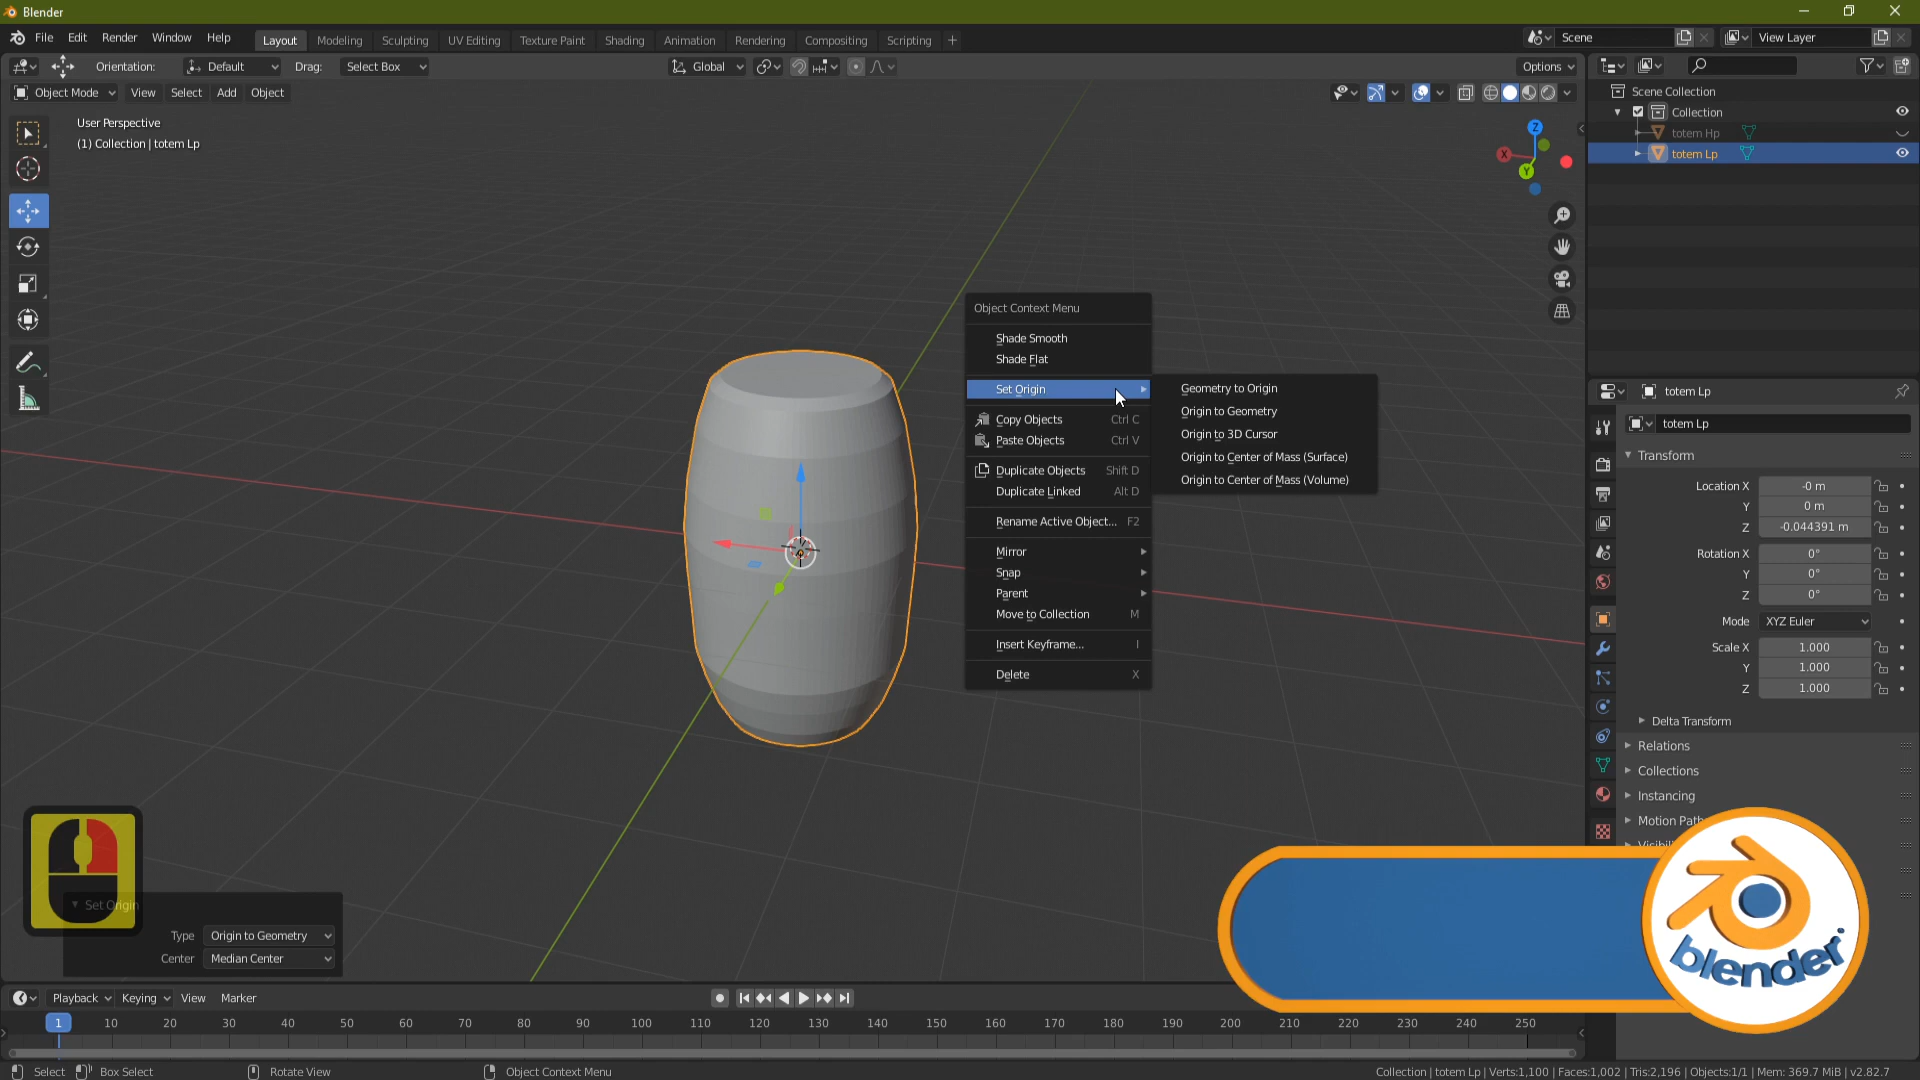 Blender
File Edit Render Window Help Layout Modeling Sculpting UV Editing Texture Paint Shading Animation Rendering Compositing Scripting + Scene View Layer
Orientation: Default Drag: Select Box Global Options
Object Mode View Select Add Object
User Perspective
(1) Collection | totem Lp
Z
X
Y
Scene Collection
Collection
totem Hp
totem Lp
Object Context Menu
Shade Smooth
Shade Flat
Set Origin
Copy Objects Ctrl C
Paste Objects Ctrl V
Duplicate Objects Shift D
Duplicate Linked Alt D
Rename Active Object... F2
Mirror
Snap
Parent
Move to Collection M
Insert Keyframe... I
Delete X
Geometry to Origin
Origin to Geometry
Origin to 3D Cursor
Origin to Center of Mass (Surface)
Origin to Center of Mass (Volume)
totem Lp
totem Lp
Transform
Location X -0 m
Y 0 m
Z -0.044391 m
Rotation X 0°
Y 0°
Z 0°
Mode XYZ Euler
Scale X 1.000
Y 1.000
Z 1.000
Delta Transform
Relations
Collections
Instancing
Motion Path
blender
Set Origin
Type Origin to Geometry
Center Median Center
Playback Keying View Marker
1 10 20 30 40 50 60 70 80 90 100 110 120 130 140 150 160 170 180 190 200 210 220 230 240 250
Select Box Select Rotate View Object Context Menu Collection | totem Lp | Verts:1,100 | Faces:1,002 | Tris:2,196 | Objects:1/1 | Mem: 369.7 MiB | v2.82.7